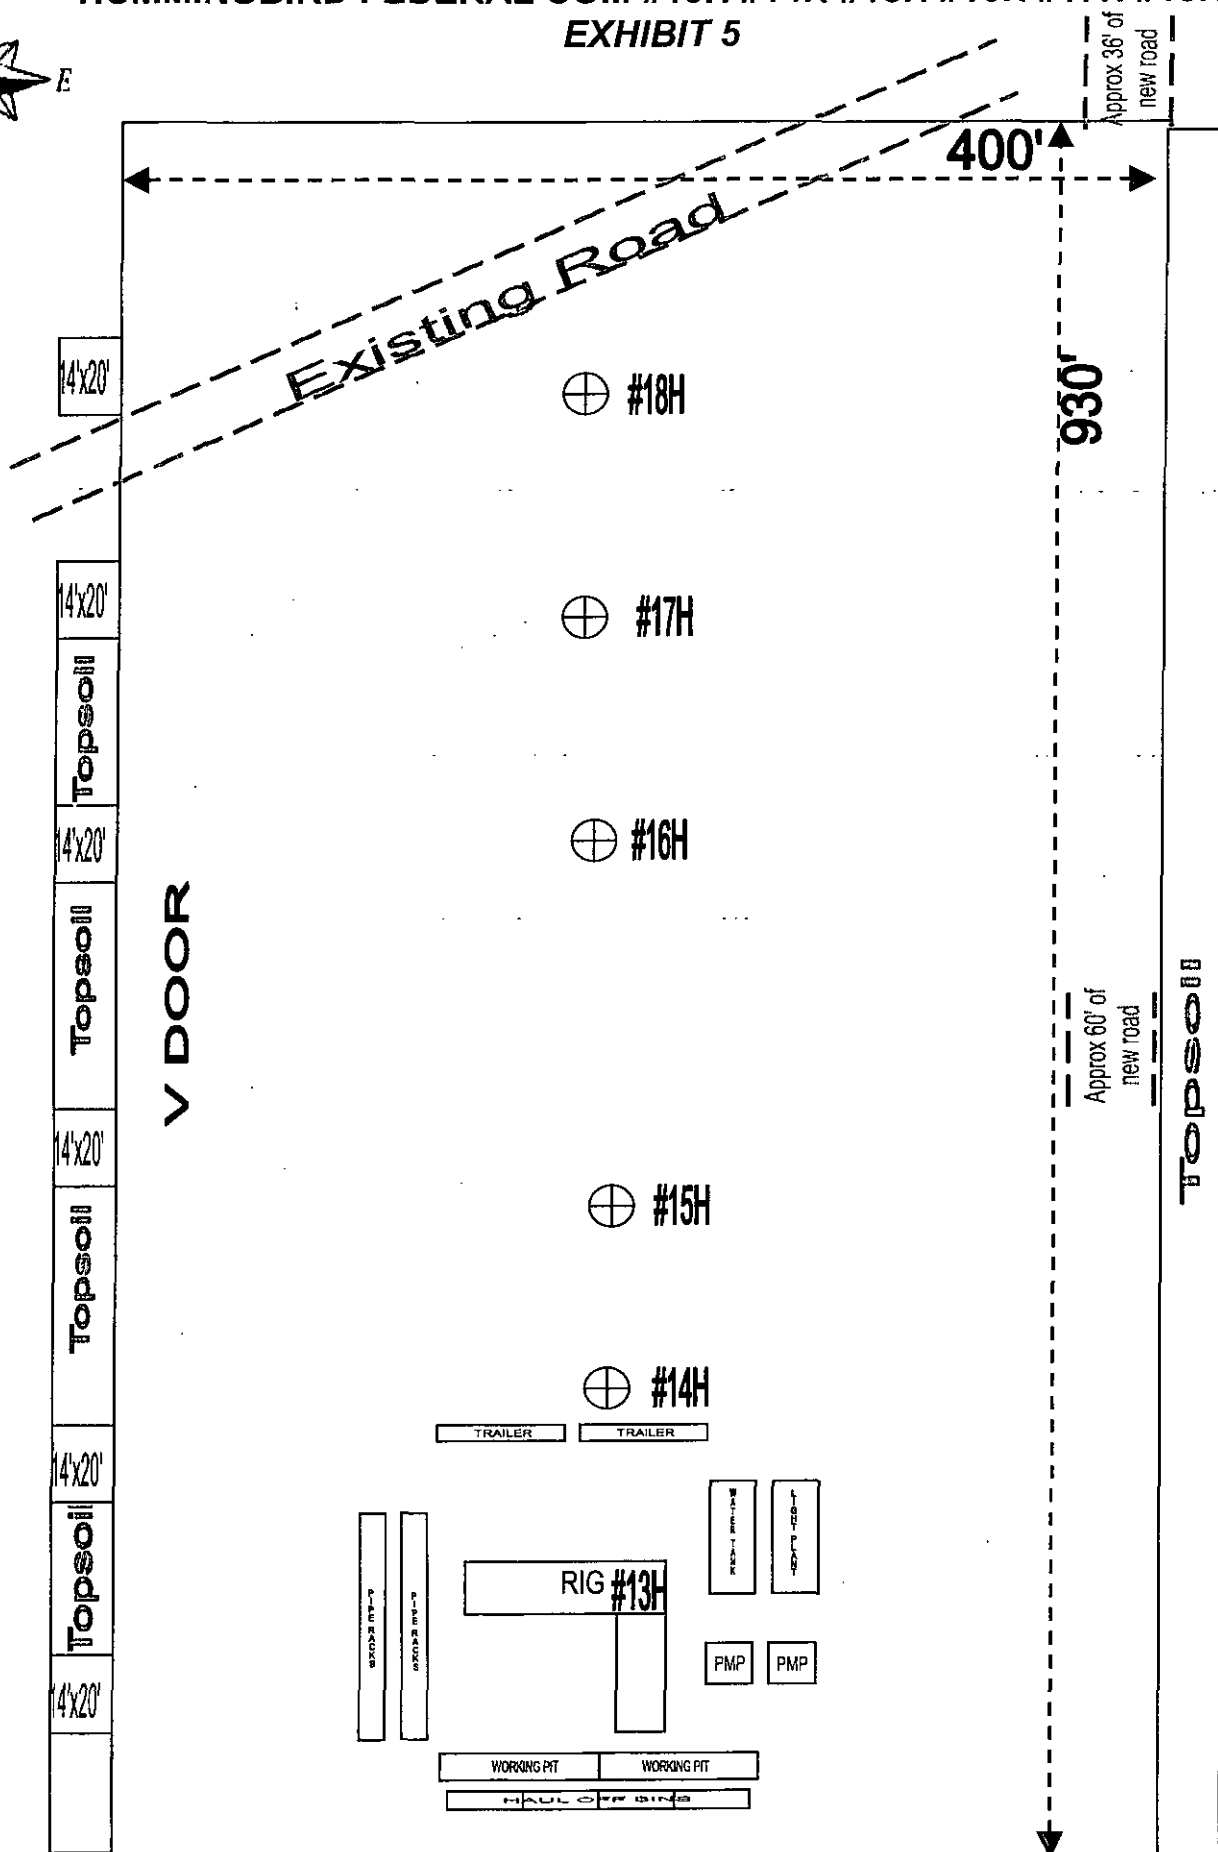 EXHIBIT 5
E
Approx 36' of
new road
400'
Existing Road
14'x20'
#18H
930'
14'x20'
#17H
Topsoil
14'x20'
#16H
Topsoil
V DOOR
Approx 60' of
new road
Topsoil
14'x20'
#15H
Topsoil
#14H
TRAILER TRAILER
14'x20'
WATER TANK
LIGHT PLANT
Topsoil
PIPE RACKS
PIPE RACKS
RIG #13H
PMP PMP
14'x20'
WORKING PIT WORKING PIT
HAUL OFF BINS